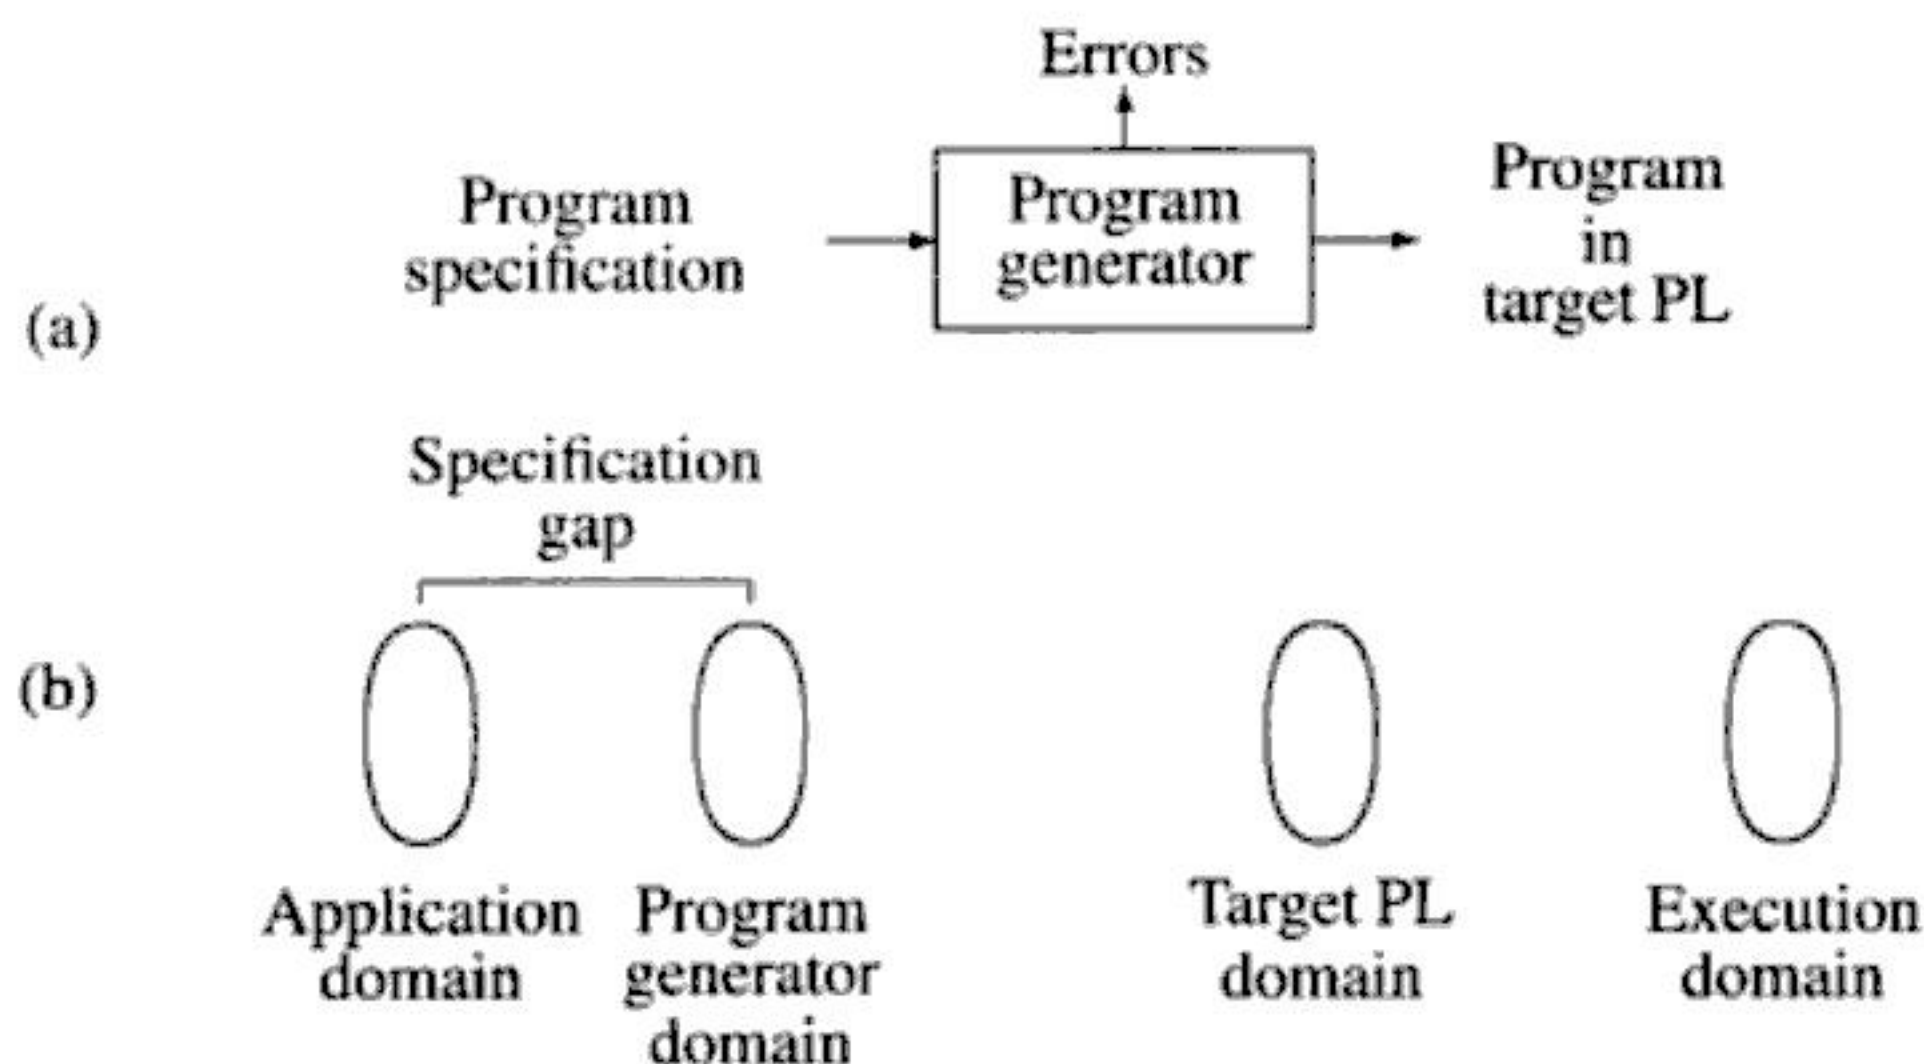 Errors
Program
specification
Program
generator
Program
in
target PL
(a)
Specification
gap
(b)
Application
domain
Program
generator
domain
Target PL
domain
Execution
domain